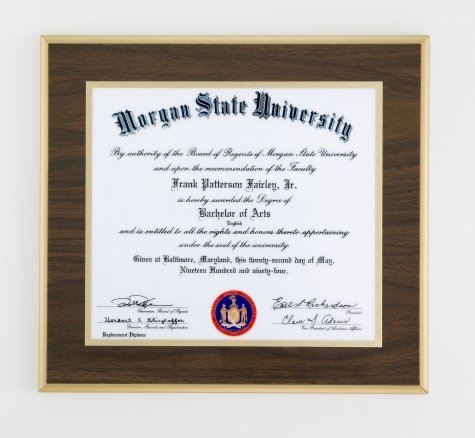 Morgan State University
By authority of the Board of Regents of Morgan State University
and upon the recommendation of the Faculty
Frank Patterson Fairley, Jr.
is hereby awarded the Degree of
Bachelor of Arts
English
and is entitled to all the rights and honors thereto appertaining
under the seal of the university.
Given at Baltimore, Maryland, this twenty-second day of May,
Nineteen Hundred and ninety-four.
Earl S. Richardson
Chairman, Board of Regents
President
Clara I. Adams
Director, Records and Registration
Vice President of Academic Affairs
Replacement Diploma